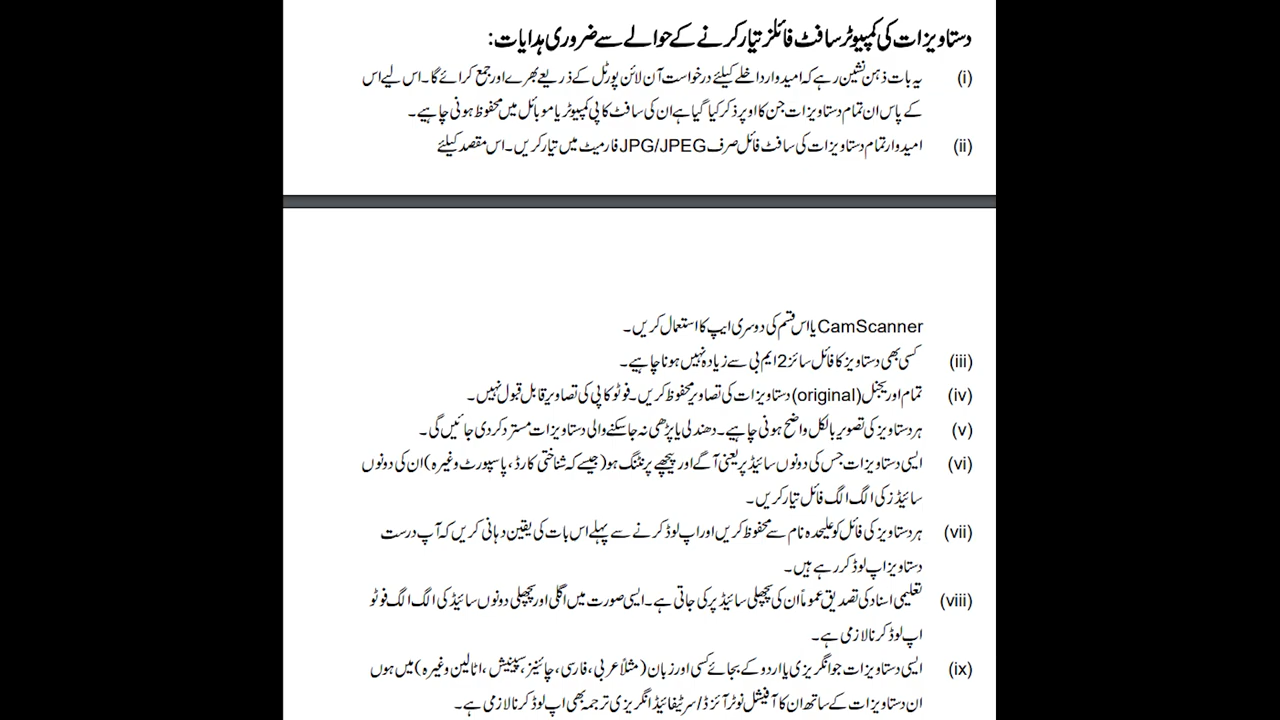 دستاویزات کی کمپیوٹر سافٹ فائلز تیار کرنے کے حوالے سے ضروری ہدایات:
(i) یہ بات ذہن نشین رہے کہ امیدوار داخلے کیلئے درخواست آن لائن پورٹل کے ذریعے بھرے اور جمع کرائے گا۔ اس لیے اس
کے پاس ان تمام دستاویزات جن کا اوپر ذکر کیا گیا ہے ان کی سافٹ کاپی کمپیوٹر یا موبائل میں محفوظ ہونی چاہیے۔
(ii) امیدوار تمام دستاویزات کی سافٹ فائل صرف JPG/JPEG فارمیٹ میں تیار کریں۔ اس مقصد کیلئے
CamScanner یا اس قسم کی دوسری ایپ کا استعمال کریں۔
(iii) کسی بھی دستاویز کا فائل سائز 2 ایم بی سے زیادہ نہیں ہونا چاہیے۔
(iv) تمام اوریجنل (original) دستاویزات کی تصاویر محفوظ کریں۔ فوٹو کاپی کی تصاویر قابل قبول نہیں۔
(v) ہر دستاویز کی تصویر بالکل واضح ہونی چاہیے۔ دھندلی یا پڑھی نہ جا سکنے والی دستاویزات مسترد کر دی جائیں گی۔
(vi) ایسی دستاویزات جس کی دونوں سائیڈ پر یعنی آگے اور پیچھے پرنٹنگ ہو (جیسے کہ شناختی کارڈ، پاسپورٹ وغیرہ) ان کی دونوں
سائیڈز کی الگ الگ فائل تیار کریں۔
(vii) ہر دستاویز کی فائل کو علیحدہ نام سے محفوظ کریں اور اپ لوڈ کرنے سے پہلے اس بات کی یقین دہانی کریں کہ آپ درست
دستاویز اپ لوڈ کر رہے ہیں۔
(viii) تعلیمی اسناد کی تصدیق عموماً ان کی پچھلی سائیڈ پر کی جاتی ہے۔ ایسی صورت میں اگلی اور پچھلی دونوں سائیڈ کی الگ الگ فوٹو
اپ لوڈ کرنا لازمی ہے۔
(ix) ایسی دستاویزات جو انگریزی یا اردو کے بجائے کسی اور زبان (مثلاً عربی، فارسی، چائنیز، سپینیش، اٹالین وغیرہ) میں ہوں
ان دستاویزات کے ساتھ ان کا آفیشل نوٹرائزڈ/سرٹیفائیڈ انگریزی ترجمہ بھی اپ لوڈ کرنا لازمی ہے۔